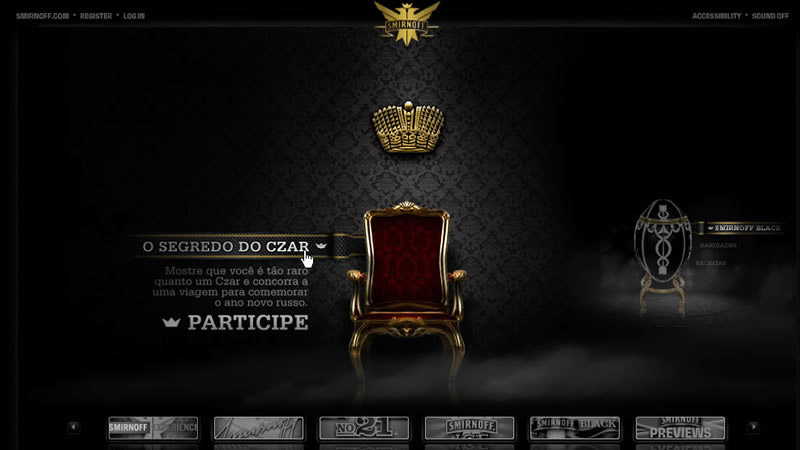 SMIRNOFF.COM • REGISTER • LOG IN
SMIRNOFF
ACCESSIBILITY • SOUND OFF
O SEGREDO DO CZAR
Mostre que você é tão raro
quanto um Czar e concorra a
uma viagem para comemorar
o ano novo russo.
PARTICIPE
SMIRNOFF BLACK
RARIDADES
RECEITAS
SMIRNOFF EXPERIENCE
Smirnoff
NO 21
SMIRNOFF
ICE
SMIRNOFF BLACK
SMIRNOFF
PREVIEWS